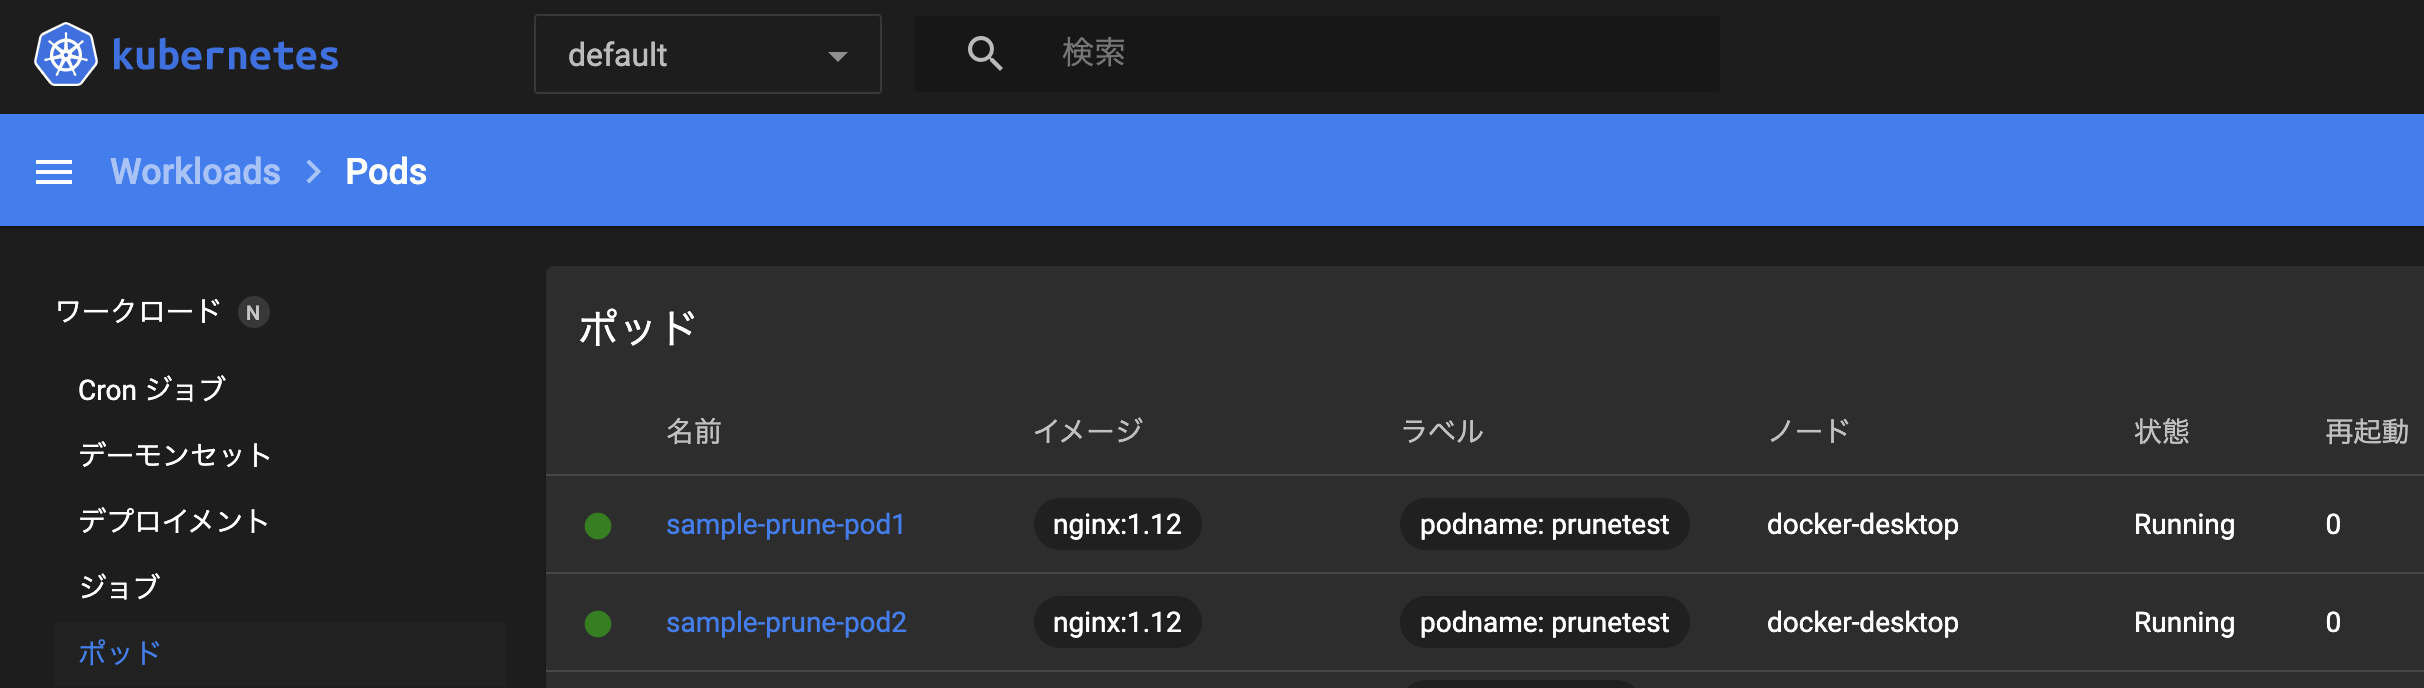 kubernetes
default
検索
Workloads > Pods
ワークロード N
Cron ジョブ
デーモンセット
デプロイメント
ジョブ
ポッド
ポッド
名前 イメージ ラベル ノード 状態 再起動
sample-prune-pod1 nginx:1.12 podname: prunetest docker-desktop Running 0
sample-prune-pod2 nginx:1.12 podname: prunetest docker-desktop Running 0